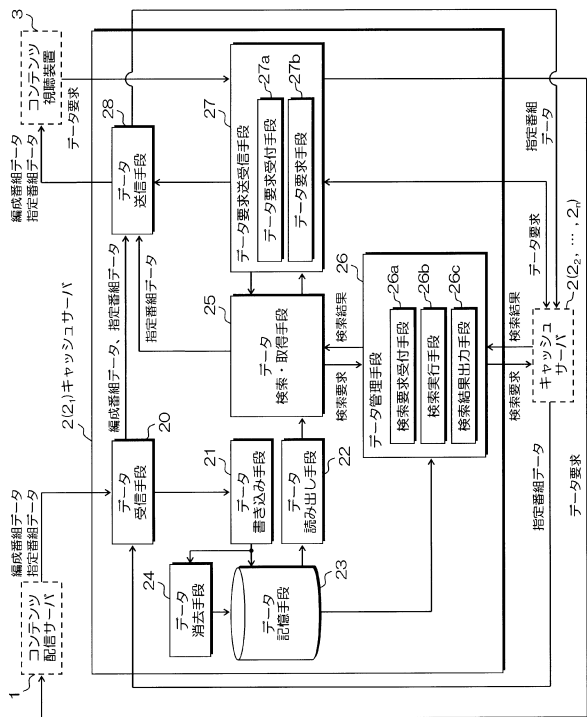 1
コンテンツ
配信サーバ
編成番組データ
指定番組データ
2(2₁)キャッシュサーバ
20
データ
受信手段
編成番組データ、指定番組データ
21
データ
書き込み手段
22
データ
読み出し手段
23
データ
記憶手段
24
データ
消去手段
25
データ
検索・取得手段
指定番組データ
検索要求
検索結果
26
データ管理手段
26a
検索要求受付手段
26b
検索実行手段
26c
検索結果出力手段
27
データ要求送受信手段
27a
データ要求受付手段
27b
データ要求手段
28
データ
送信手段
編成番組データ
指定番組データ
データ要求
3
コンテンツ
視聴装置
検索要求
検索結果
データ要求
指定番組
データ
2(2₂, …, 2ₙ)
キャッシュ
サーバ
指定番組データ
データ要求